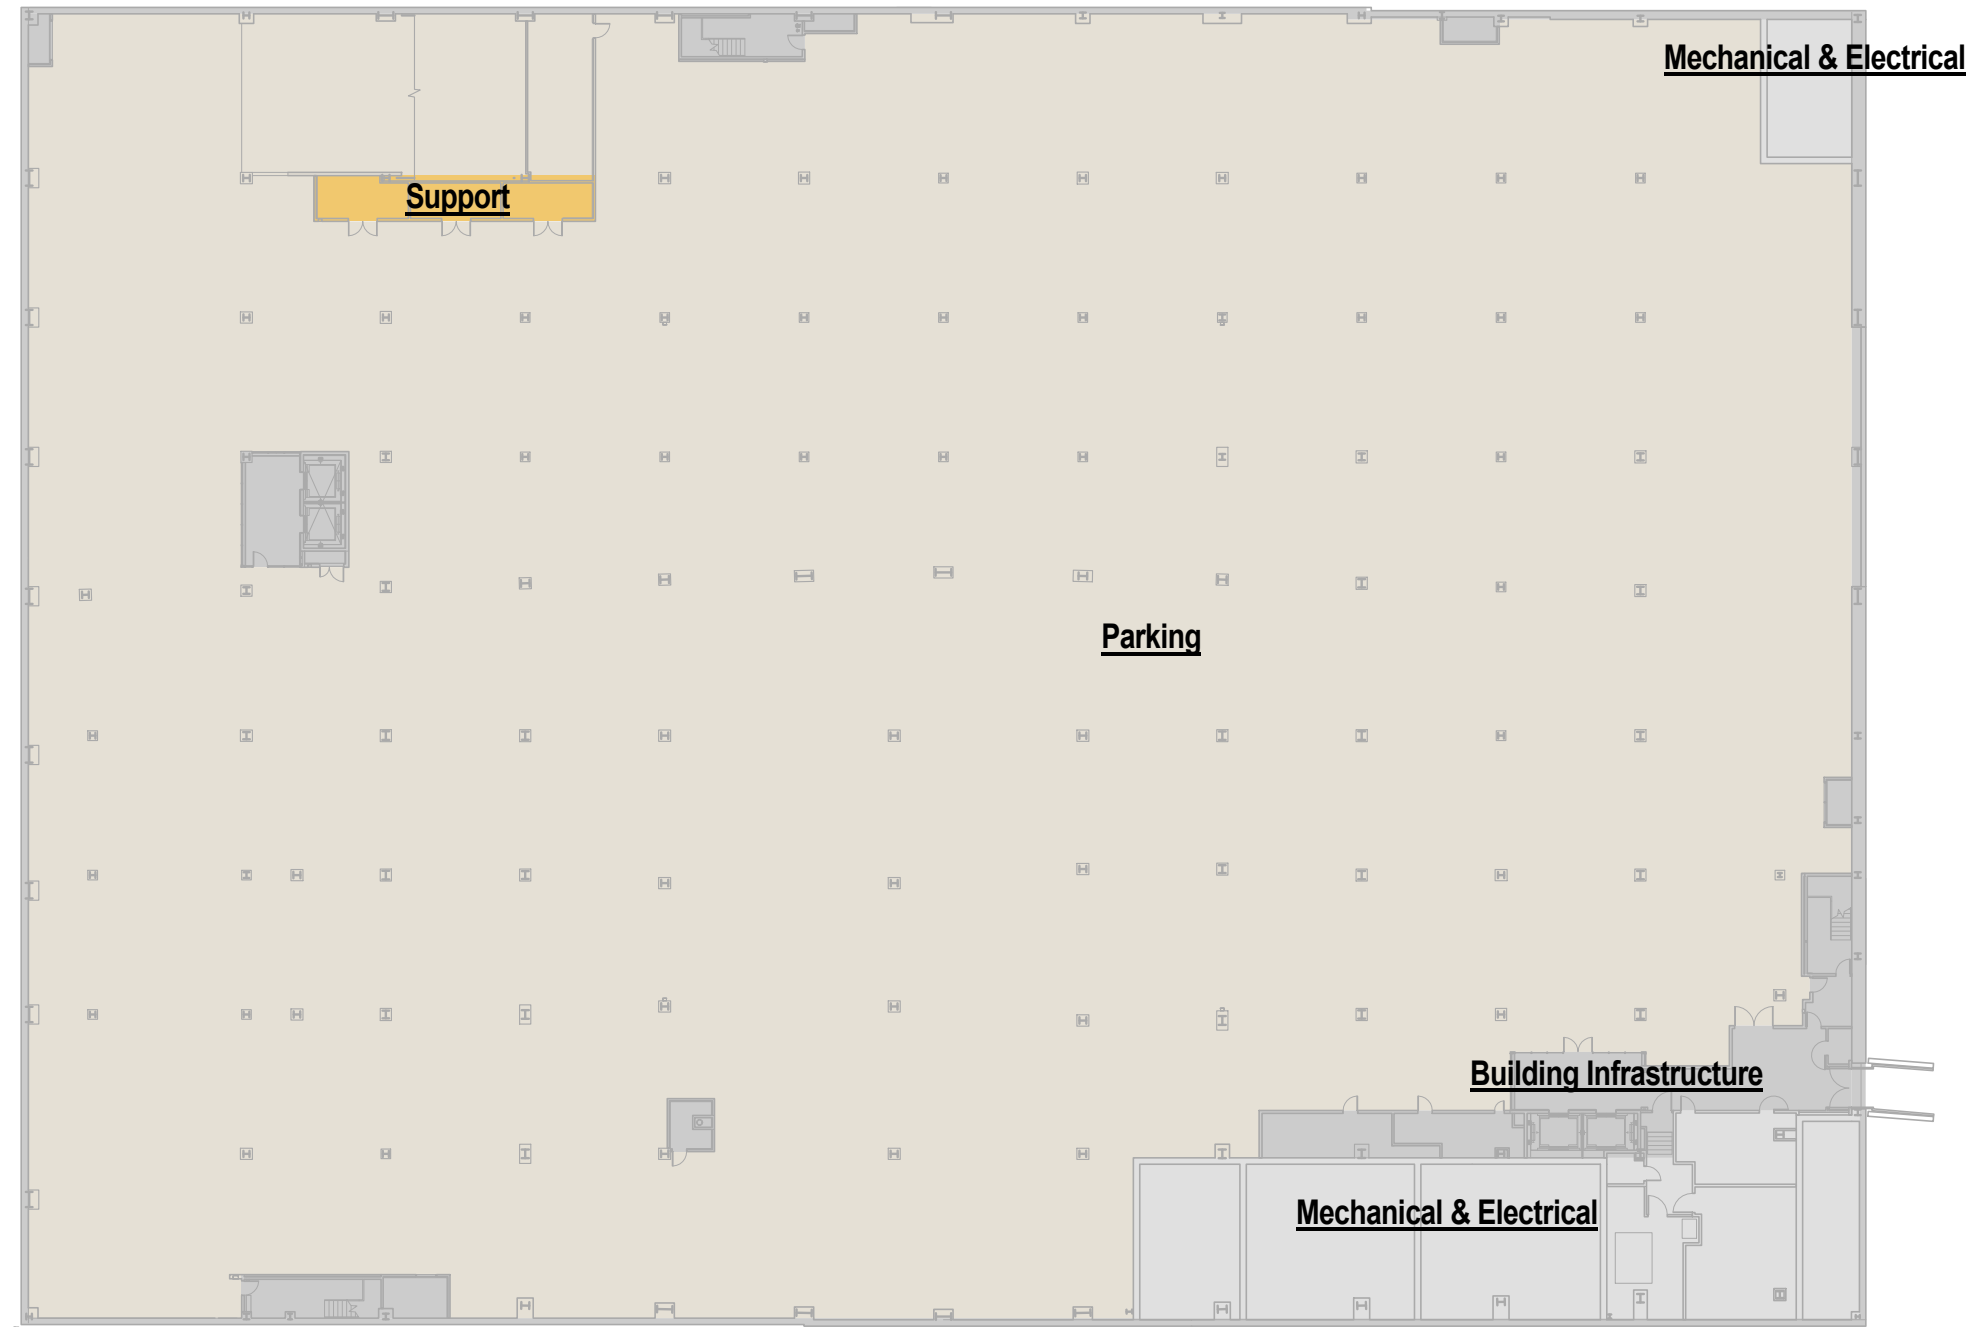 Mechanical & Electrical
Support
Parking
Building Infrastructure
Mechanical & Electrical